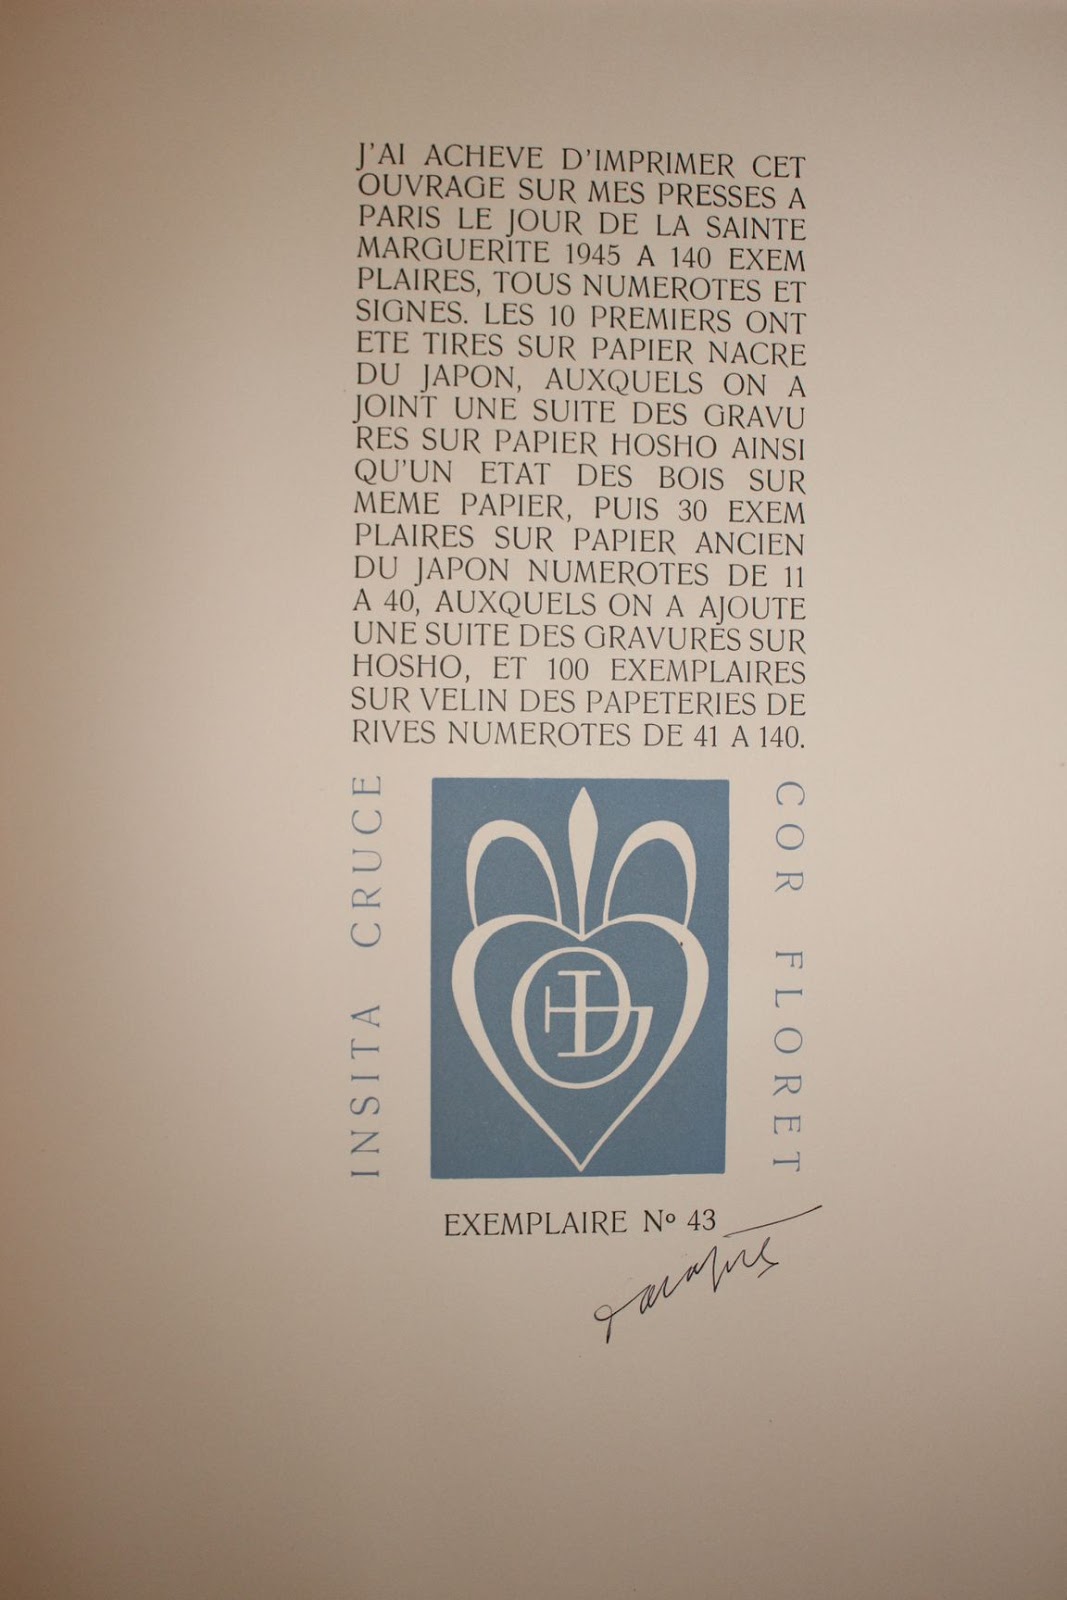 J'AI ACHEVE D'IMPRIMER CET
OUVRAGE SUR MES PRESSES A
PARIS LE JOUR DE LA SAINTE
MARGUERITE 1945 A 140 EXEM
PLAIRES, TOUS NUMEROTES ET
SIGNES. LES 10 PREMIERS ONT
ETE TIRES SUR PAPIER NACRE
DU JAPON, AUXQUELS ON A
JOINT UNE SUITE DES GRAVU
RES SUR PAPIER HOSHO AINSI
QU'UN ETAT DES BOIS SUR
MEME PAPIER, PUIS 30 EXEM
PLAIRES SUR PAPIER ANCIEN
DU JAPON NUMEROTES DE 11
A 40, AUXQUELS ON A AJOUTE
UNE SUITE DES GRAVURES SUR
HOSHO, ET 100 EXEMPLAIRES
SUR VELIN DES PAPETERIES DE
RIVES NUMEROTES DE 41 A 140.
INSITA CRUCE
COR FLORET
EXEMPLAIRE Nº 43